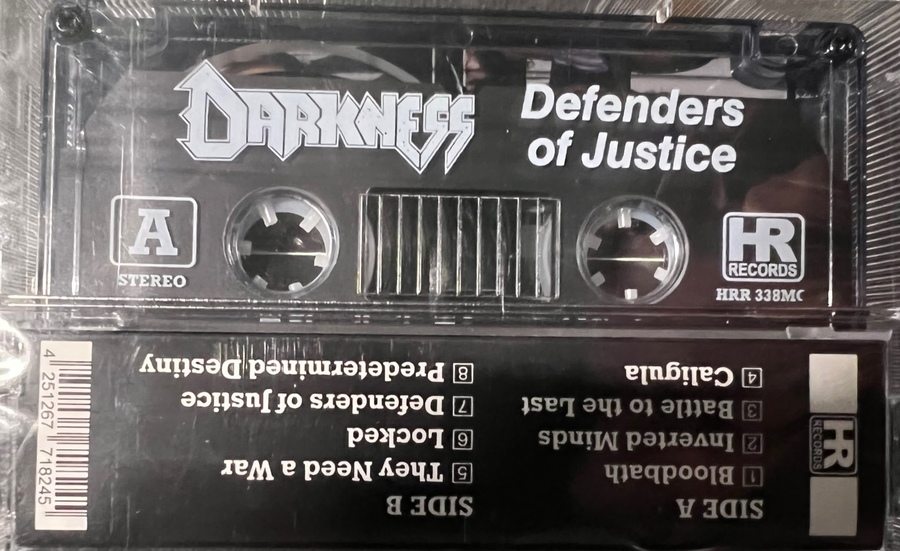 DARKNESS
Defenders
of Justice
A
STEREO
HR
RECORDS
HRR 338MC
SIDE A
1 Bloodbath
2 Inverted Minds
3 Battle to the Last
4 Caligula
SIDE B
5 They Need a War
6 Locked
7 Defenders of Justice
8 Predetermined Destiny
HR
RECORDS
4 251267 718245